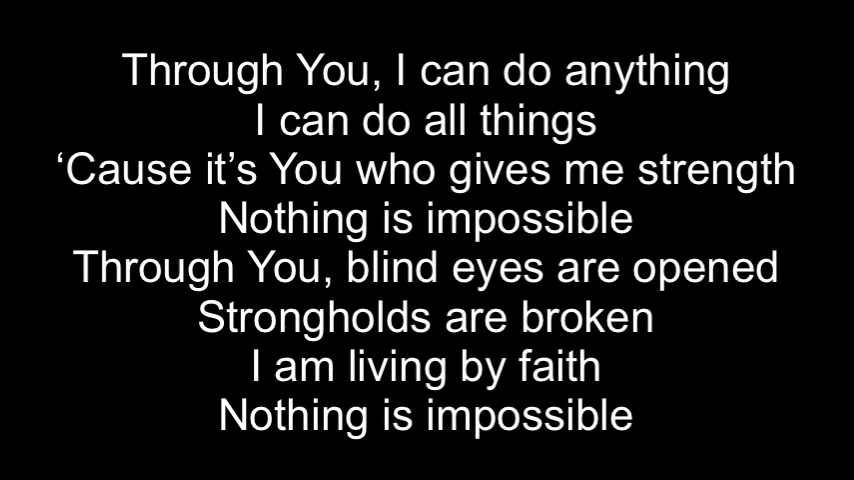 Through You, I can do anything
I can do all things
‘Cause it’s You who gives me strength
Nothing is impossible
Through You, blind eyes are opened
Strongholds are broken
I am living by faith
Nothing is impossible